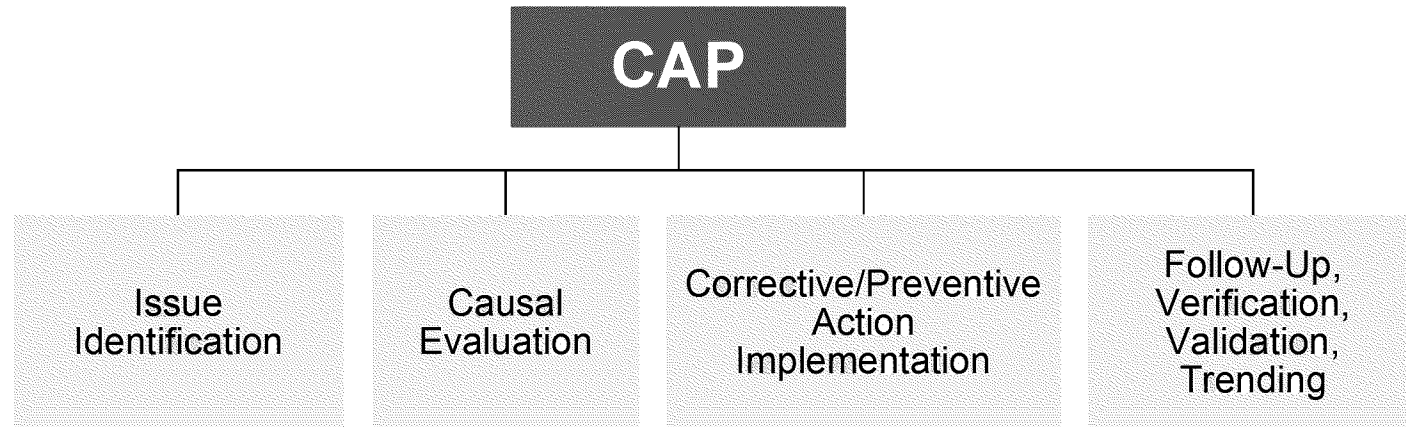 CAP
Issue
Identification
Causal
Evaluation
Corrective/Preventive
Action
Implementation
Follow-Up,
Verification,
Validation,
Trending